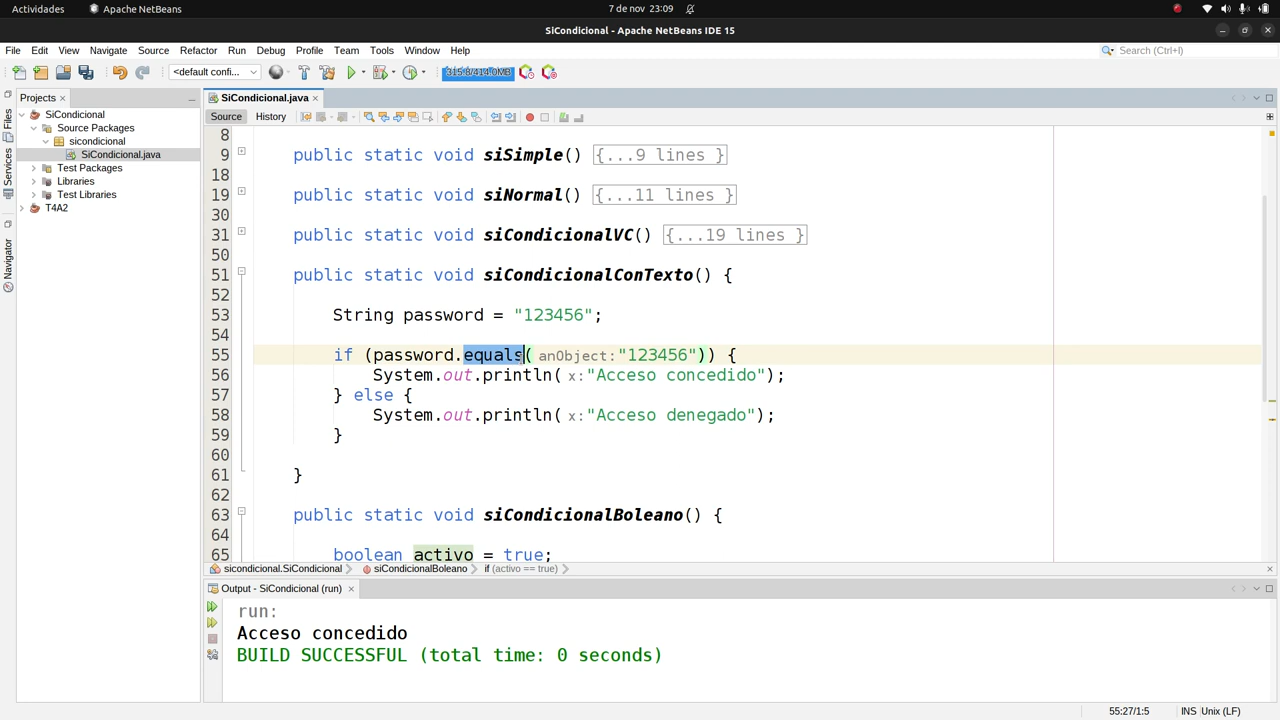 Actividades Apache NetBeans 7 de nov 23:09
SiCondicional - Apache NetBeans IDE 15
File Edit View Navigate Source Refactor Run Debug Profile Team Tools Window Help Search (Ctrl+I)
<default confi... 315.8/414.0MB
Projects SiCondicional.java
Source History
Files
Services
Navigator
SiCondicional
Source Packages
sicondicional
SiCondicional.java
Test Packages
Libraries
Test Libraries
T4A2
8
9 public static void siSimple() {...9 lines }
18
19 public static void siNormal() {...11 lines }
30
31 public static void siCondicionalVC() {...19 lines }
50
51 public static void siCondicionalConTexto() {
52
53 String password = "123456";
54
55 if (password.equals( anObject: "123456")) {
56 System.out.println( x: "Acceso concedido");
57 } else {
58 System.out.println( x: "Acceso denegado");
59 }
60
61 }
62
63 public static void siCondicionalBoleano() {
64
65 boolean activo = true;
sicondicional.SiCondicional siCondicionalBoleano if (activo == true)
Output - SiCondicional (run)
run:
Acceso concedido
BUILD SUCCESSFUL (total time: 0 seconds)
55:27/1:5 INS Unix (LF)